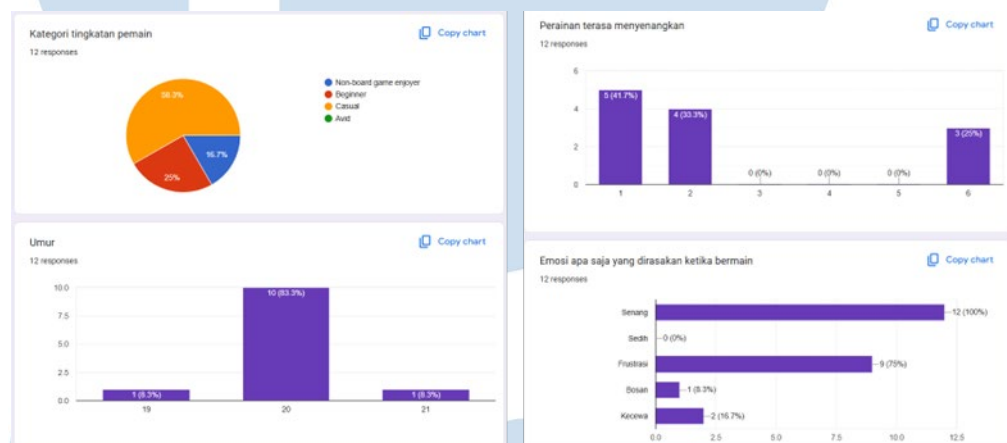 Kategori tingkatan pemain
Copy chart
12 responses
Non-board game enjoyer
Beginner
Casual
Avid
58.3%
16.7%
25%
Umur
Copy chart
12 responses
10.0
7.5
5.0
2.5
0.0
1 (8.3%)
10 (83.3%)
1 (8.3%)
19
20
21
Perainan terasa menyenangkan
Copy chart
12 responses
6
4
2
0
5 (41.7%)
4 (33.3%)
0 (0%)
0 (0%)
0 (0%)
3 (25%)
1
2
3
4
5
6
Emosi apa saja yang dirasakan ketika bermain
Copy chart
12 responses
Senang
12 (100%)
Sedih
0 (0%)
Frustrasi
9 (75%)
Bosan
1 (8.3%)
Kecewa
2 (16.7%)
0.0
2.5
5.0
7.5
10.0
12.5